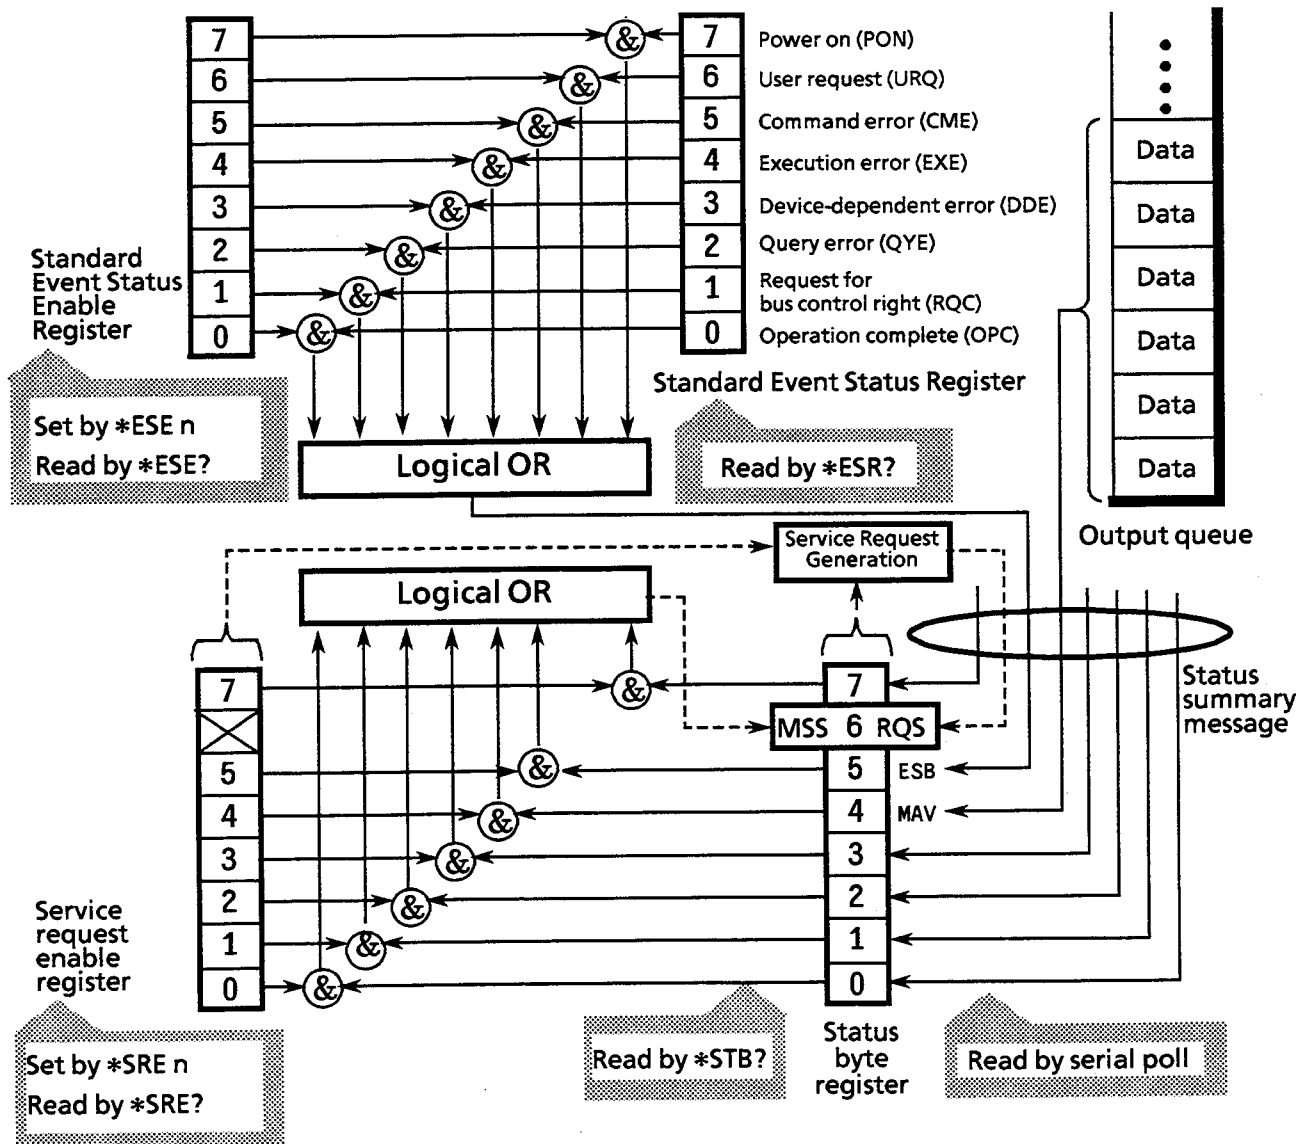 7 & 7 Power on (PON)
6 & 6 User request (URQ)
5 & 5 Command error (CME)
4 & 4 Execution error (EXE)
3 & 3 Device-dependent error (DDE)
2 & 2 Query error (QYE)
1 & 1 Request for
bus control right (RQC)
0 & 0 Operation complete (OPC)
Standard
Event Status
Enable
Register
Standard Event Status Register
Set by *ESE n
Read by *ESE?
Logical OR
Read by *ESR?
Data
Data
Data
Data
Data
Data
Output queue
Service Request
Generation
Logical OR
Status
summary
message
7 & 7
MSS 6 RQS
5 & 5 ESB
4 & 4 MAV
3 & 3
2 & 2
1 & 1
0 & 0
Service
request
enable
register
Set by *SRE n
Read by *SRE?
Read by *STB?
Status
byte
register
Read by serial poll